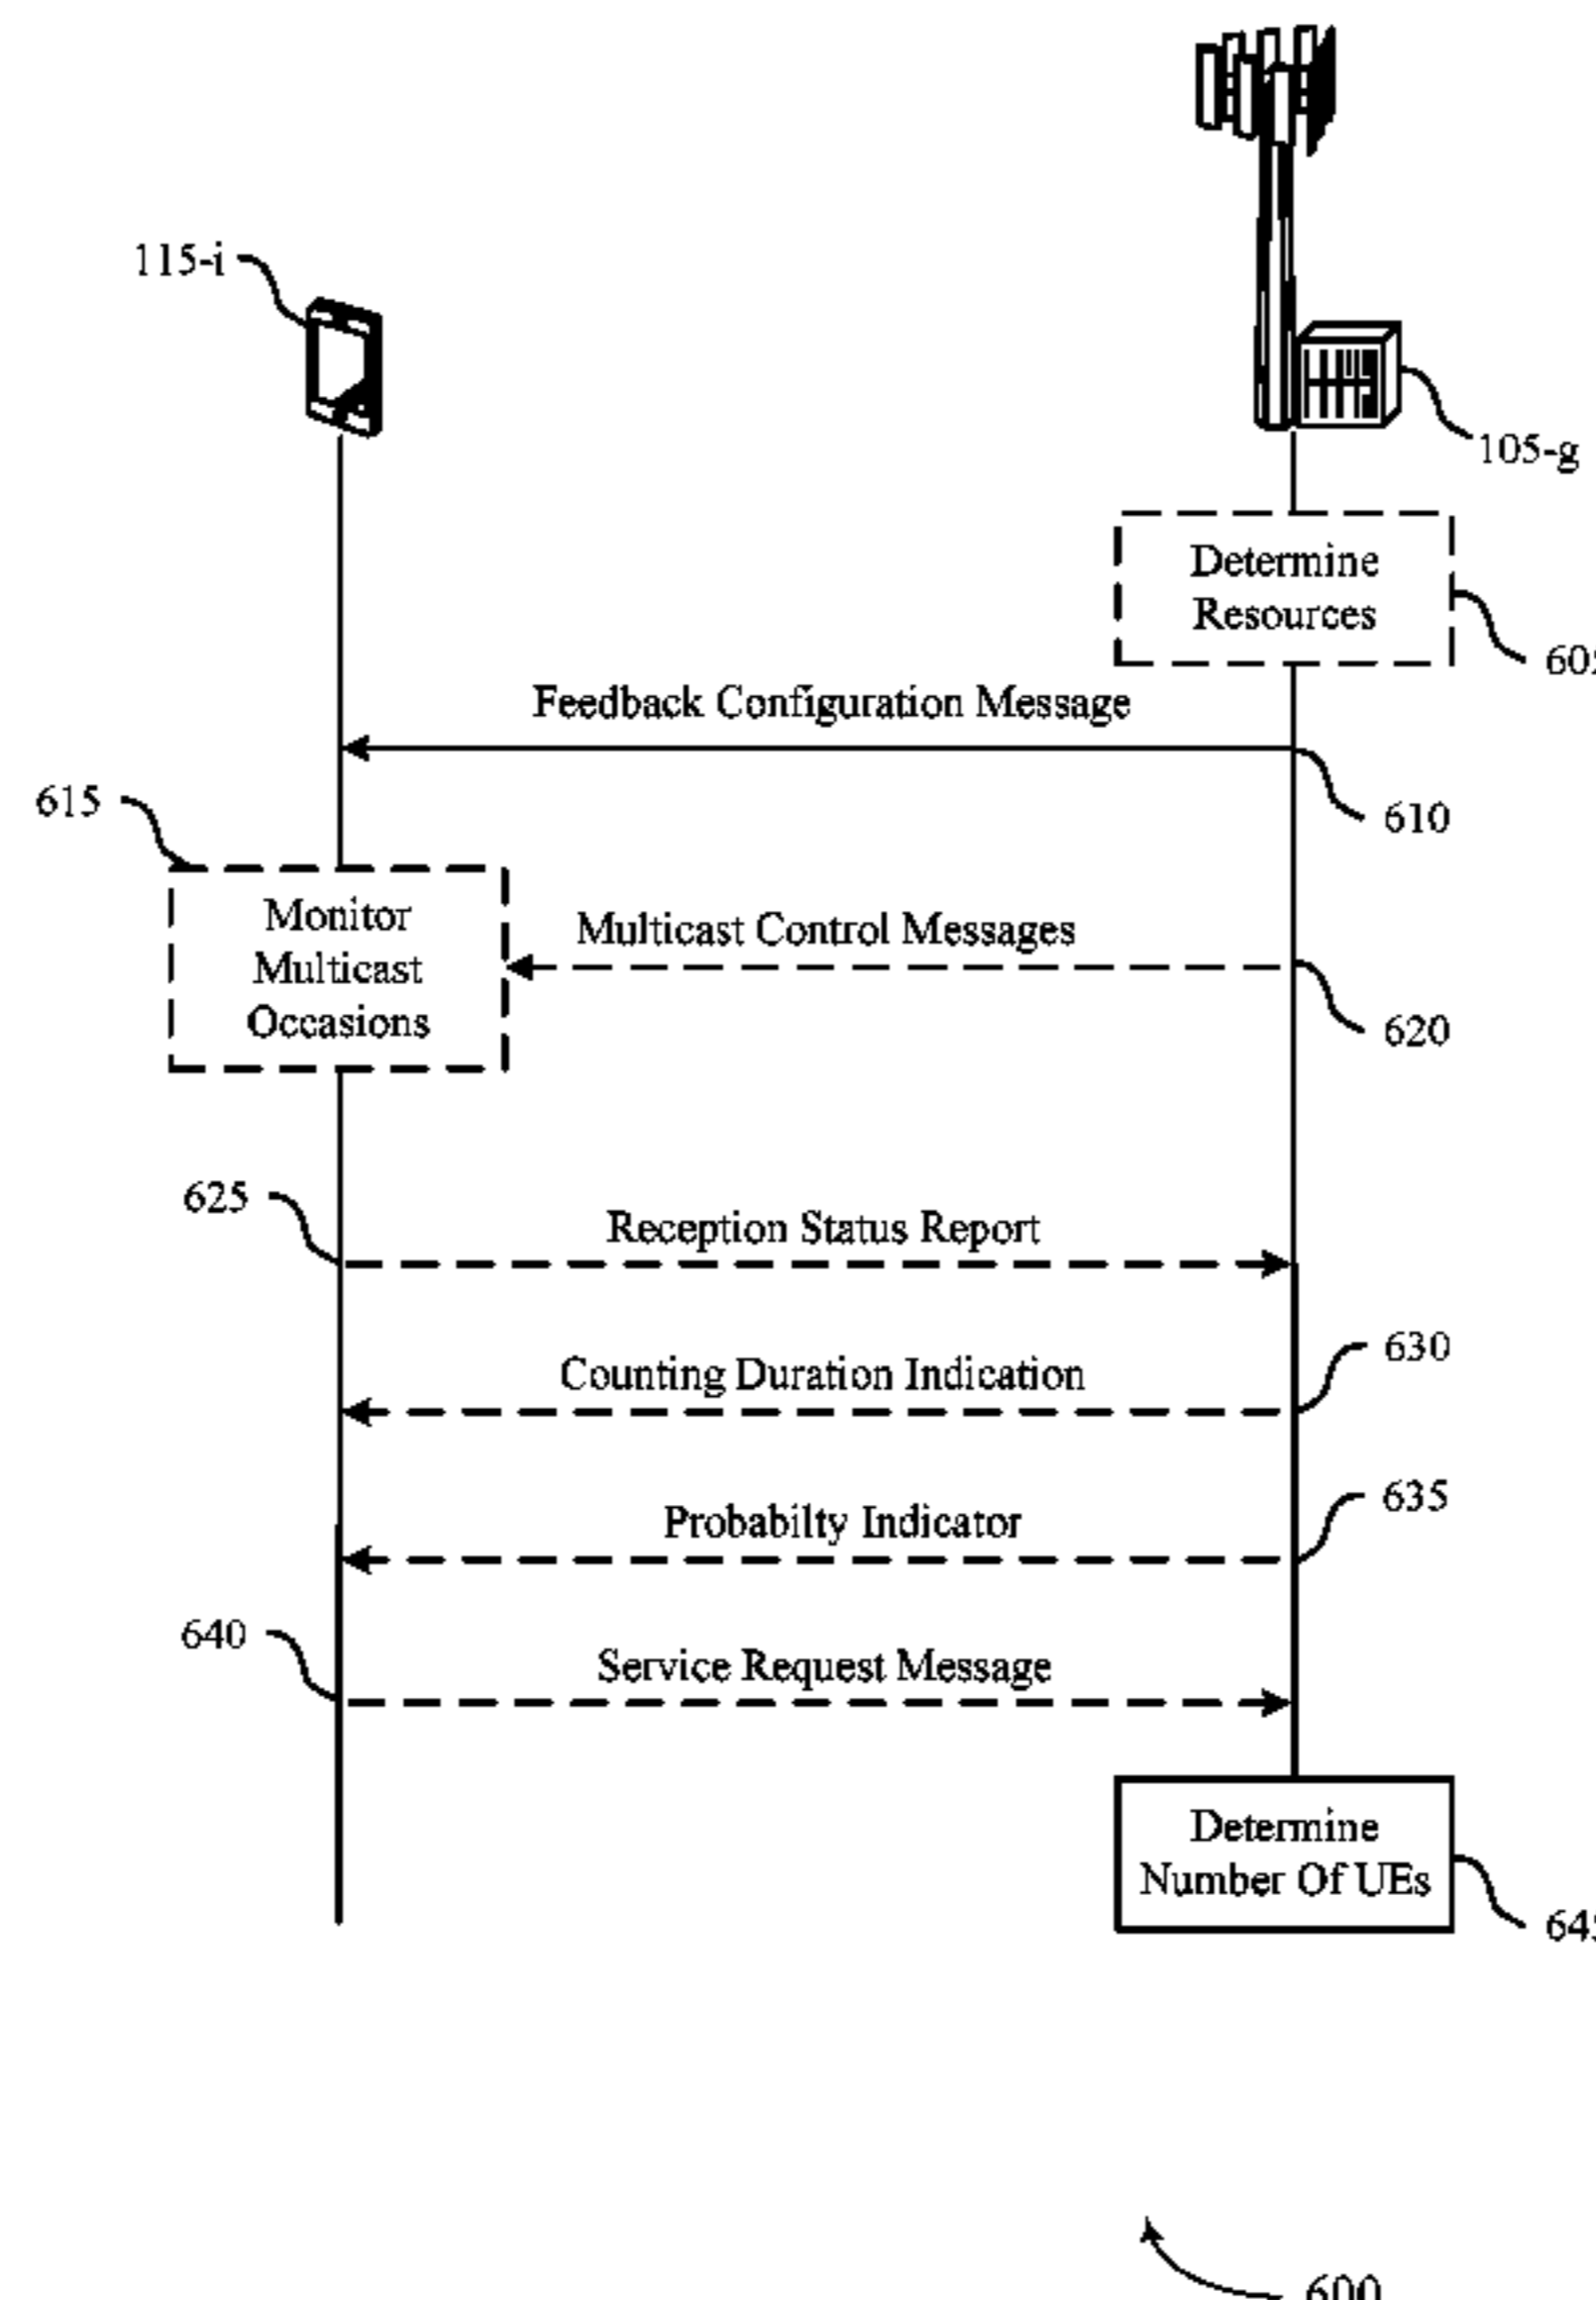 115-i
105-g
Determine
Resources
Feedback Configuration Message
615
610
Monitor
Multicast
Occasions
Multicast Control Messages
620
625
Reception Status Report
630
Counting Duration Indication
635
Probabilty Indicator
640
Service Request Message
Determine
Number Of UEs
600